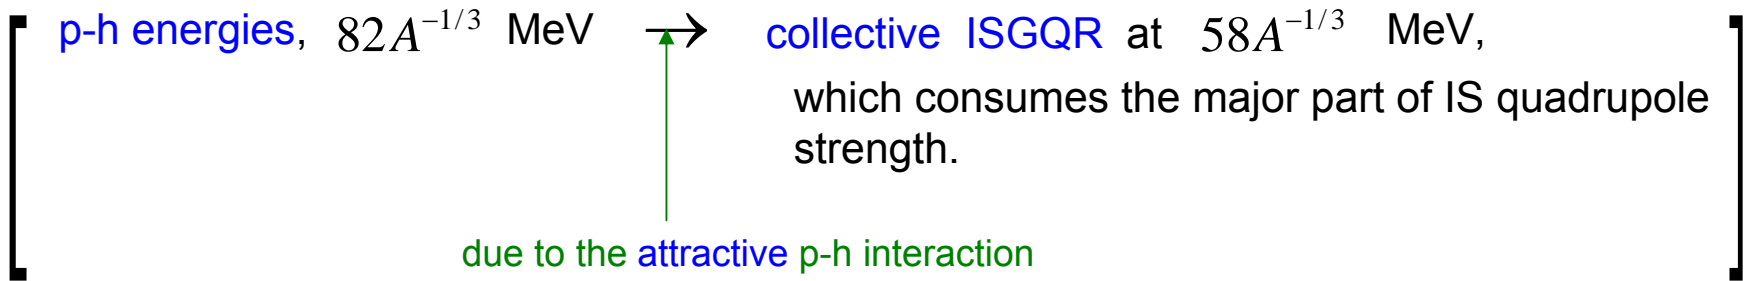 p-h energies, 82A^{-1/3} MeV → collective ISGQR at 58A^{-1/3} MeV,
which consumes the major part of IS quadrupole
strength.
due to the attractive p-h interaction